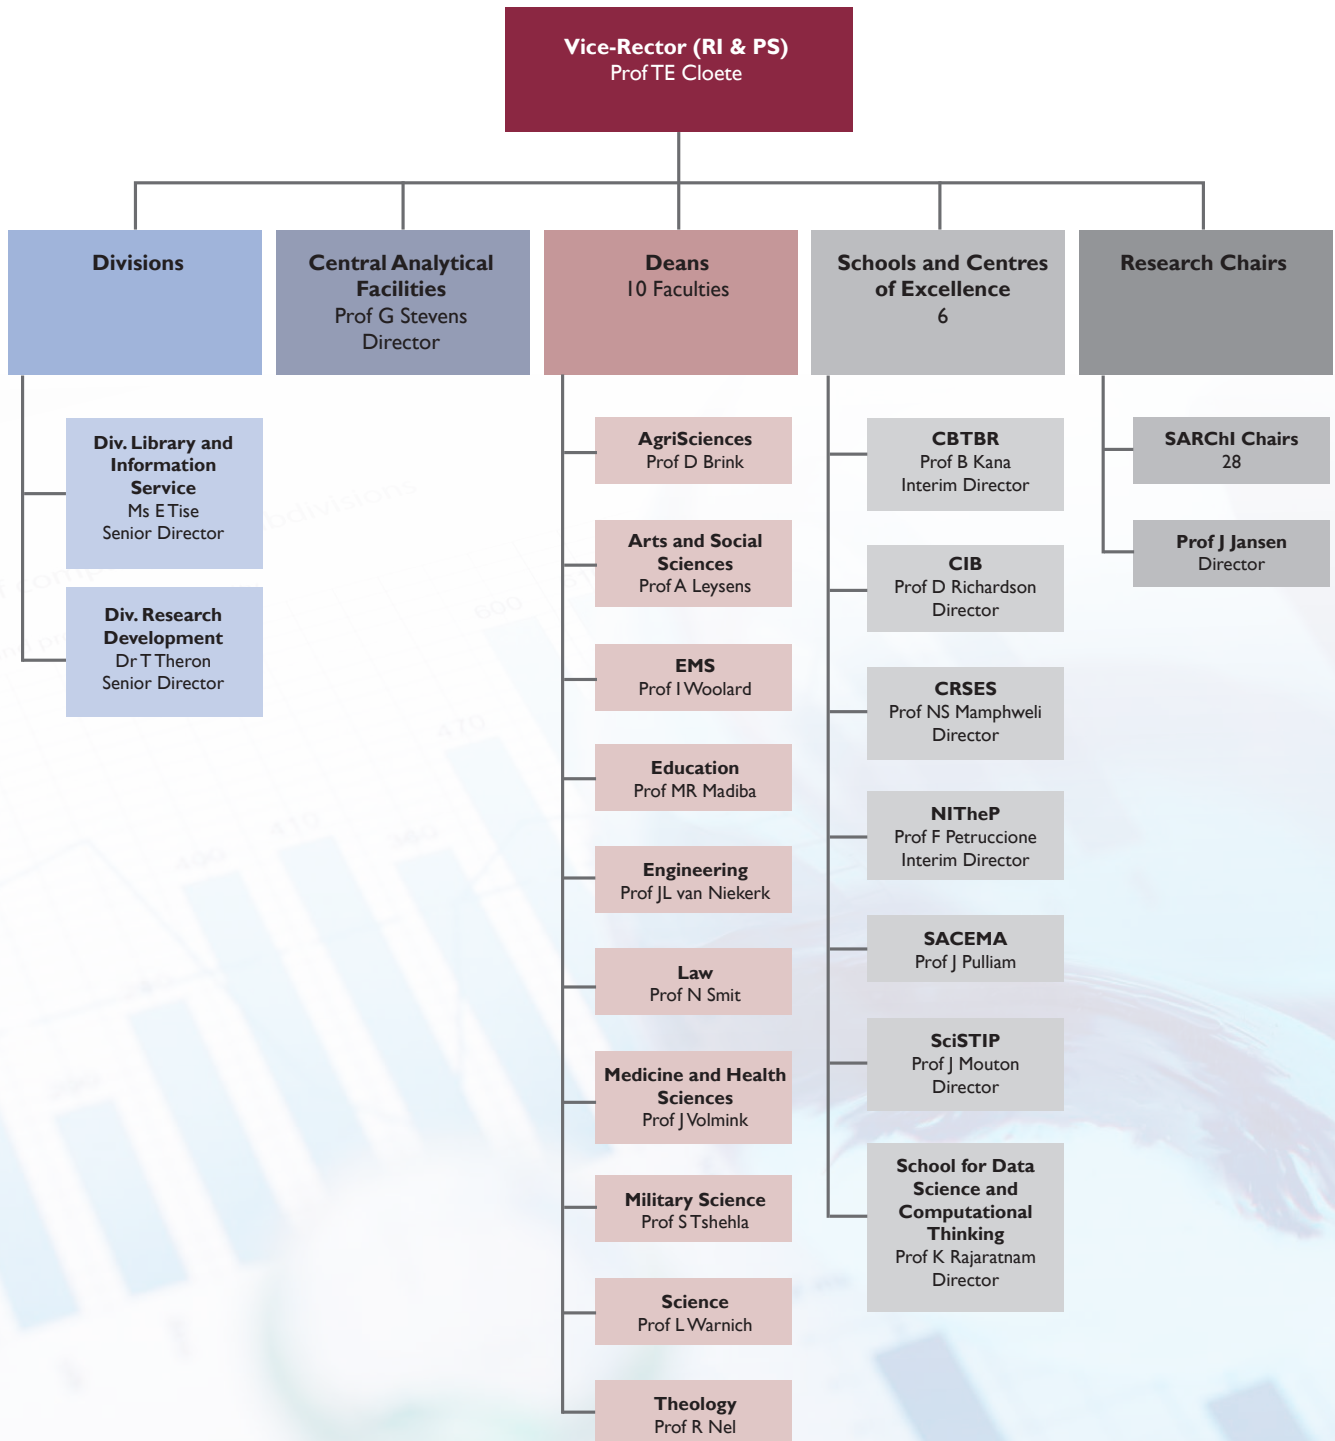 Vice-Rector (RI & PS)
Prof TE Cloete
Divisions
Div. Library and
Information
Service
Ms E Tise
Senior Director
Div. Research
Development
Dr T Theron
Senior Director
Central Analytical
Facilities
Prof G Stevens
Director
Deans
10 Faculties
AgriSciences
Prof D Brink
Arts and Social
Sciences
Prof A Leysens
EMS
Prof I Woolard
Education
Prof MR Madiba
Engineering
Prof JL van Niekerk
Law
Prof N Smit
Medicine and Health
Sciences
Prof J Volmink
Military Science
Prof S Tshehla
Science
Prof L Warnich
Theology
Prof R Nel
Schools and Centres
of Excellence
6
CBTBR
Prof B Kana
Interim Director
CIB
Prof D Richardson
Director
CRSES
Prof NS Mamphweli
Director
NITheP
Prof F Petruccione
Interim Director
SACEMA
Prof J Pulliam
SciSTIP
Prof J Mouton
Director
School for Data
Science and
Computational
Thinking
Prof K Rajaratnam
Director
Research Chairs
SARChI Chairs
28
Prof J Jansen
Director
600
470
410
400
360